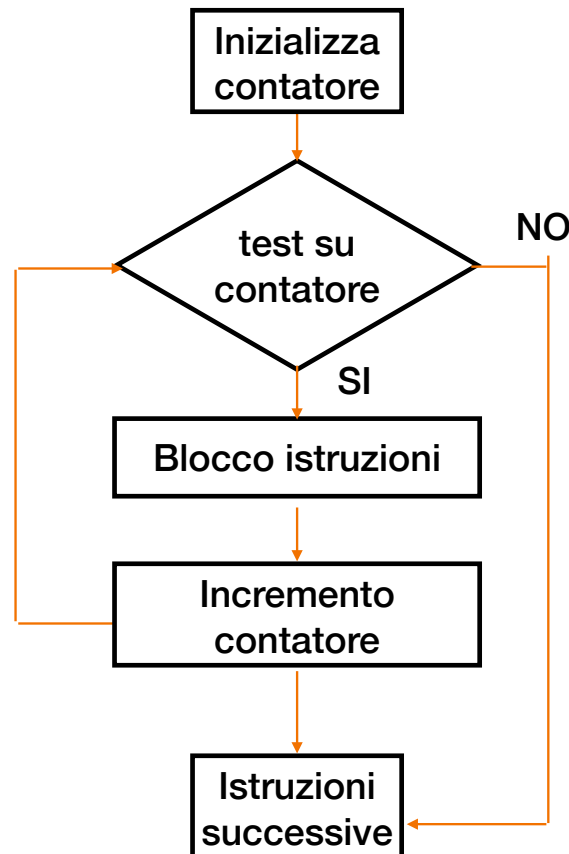 Inizializza
contatore
test su
contatore
NO
SI
Blocco istruzioni
Incremento
contatore
Istruzioni
successive